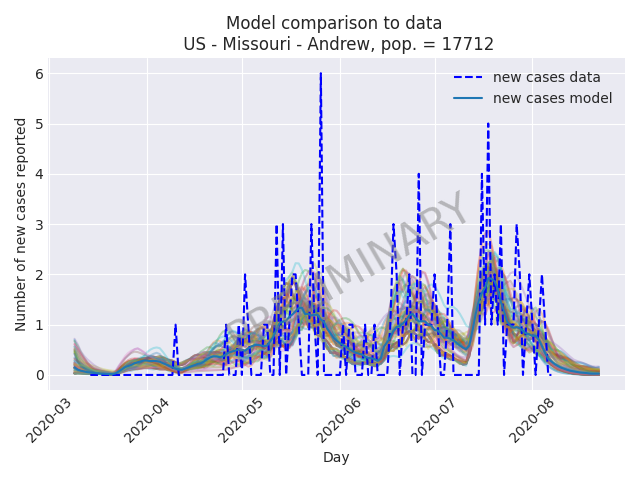 Model comparison to data
US - Missouri - Andrew, pop. = 17712
new cases data
new cases model
PRELIMINARY
Number of new cases reported
6
5
4
3
2
1
0
2020-03
2020-04
2020-05
2020-06
2020-07
2020-08
Day